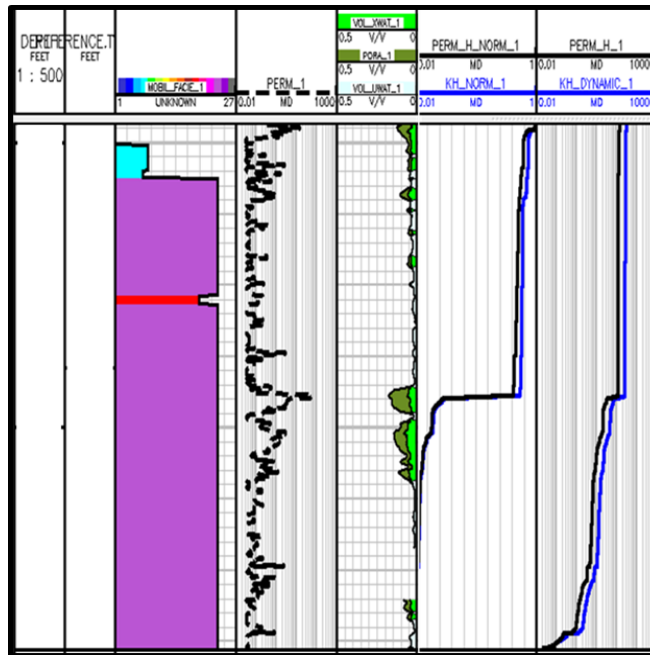 VOL_XWAT_1
0.5 V/V 0
PORA_1
0.5 V/V 0
VOL_UWAT_1
0.5 V/V 0
FEET
FEET
1 : 500
MOBIL_FACIE_1
1 UNKNOWN 27
PERM_1
0.01 MD 1000
PERM_H_NORM_1
0.01 MD 1
KH_NORM_1
0.01 MD 1
PERM_H_1
0.01 MD 1000
KH_DYNAMIC_1
0.01 MD 1000